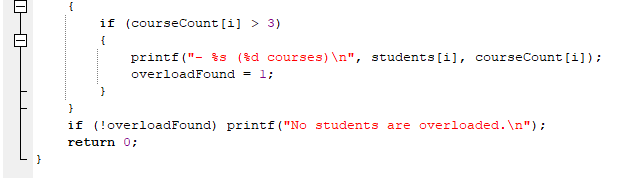 {
if (courseCount[i] > 3)
{
printf("- %s (%d courses)\n", students[i], courseCount[i]);
overloadFound = 1;
}
}
if (!overloadFound) printf("No students are overloaded.\n");
return 0;
}